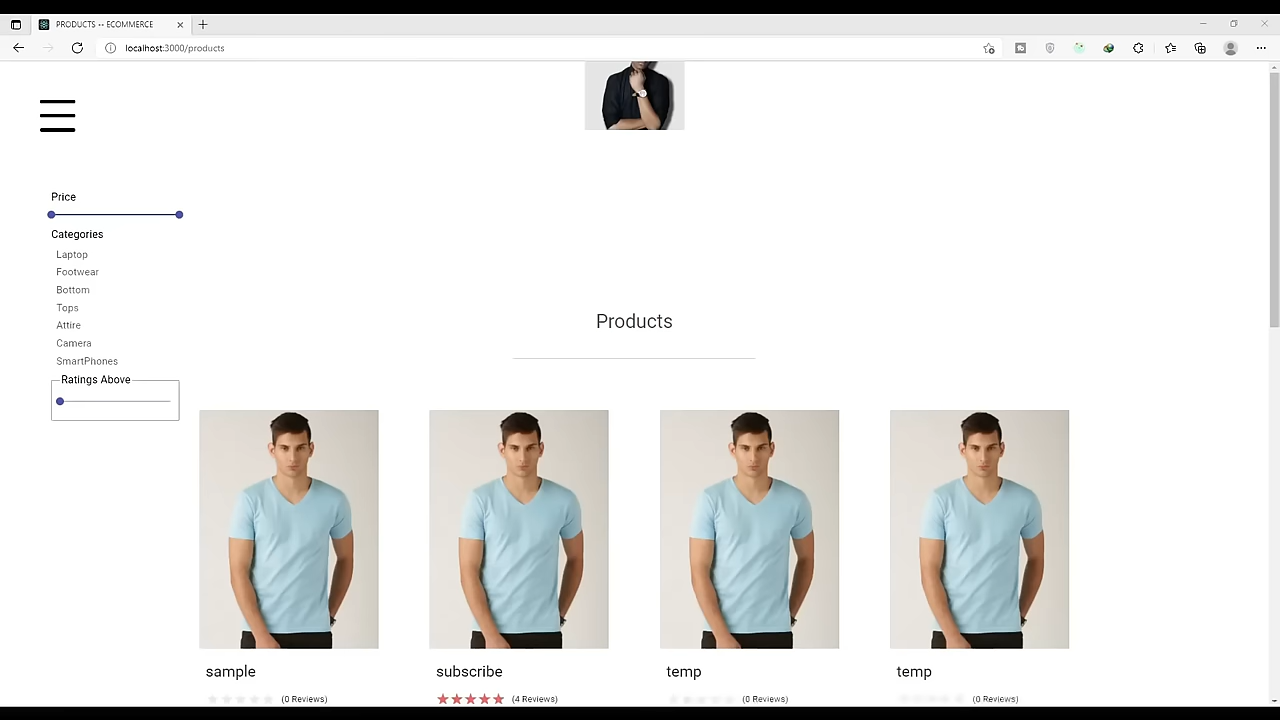 PRODUCTS -- ECOMMERCE
localhost:3000/products
Price
Categories
Laptop
Footwear
Bottom
Tops
Attire
Camera
SmartPhones
Ratings Above
Products
sample
subscribe
temp
temp
(0 Reviews)
(4 Reviews)
(0 Reviews)
(0 Reviews)